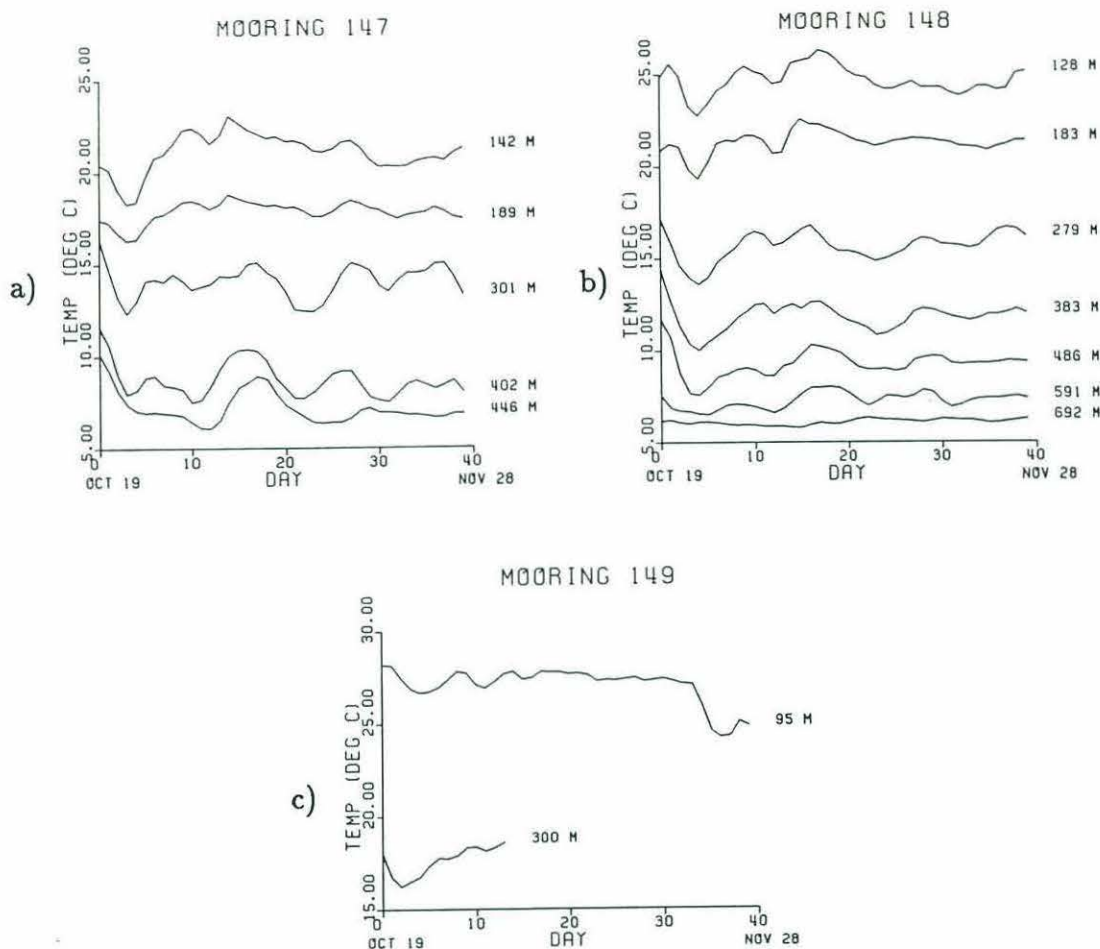 MOORING 147
25.00
20.00
15.00
10.00
5.00
TEMP (DEG C)
142 M
189 M
301 M
402 M
446 M
0
10
20
30
40
OCT 19
DAY
NOV 28
a)
MOORING 148
25.00
20.00
15.00
10.00
5.00
TEMP (DEG C)
128 M
183 M
279 M
383 M
486 M
591 M
692 M
0
10
20
30
40
OCT 19
DAY
NOV 28
b)
MOORING 149
30.00
25.00
20.00
15.00
TEMP (DEG C)
95 M
300 M
0
10
20
30
40
OCT 19
DAY
NOV 28
c)